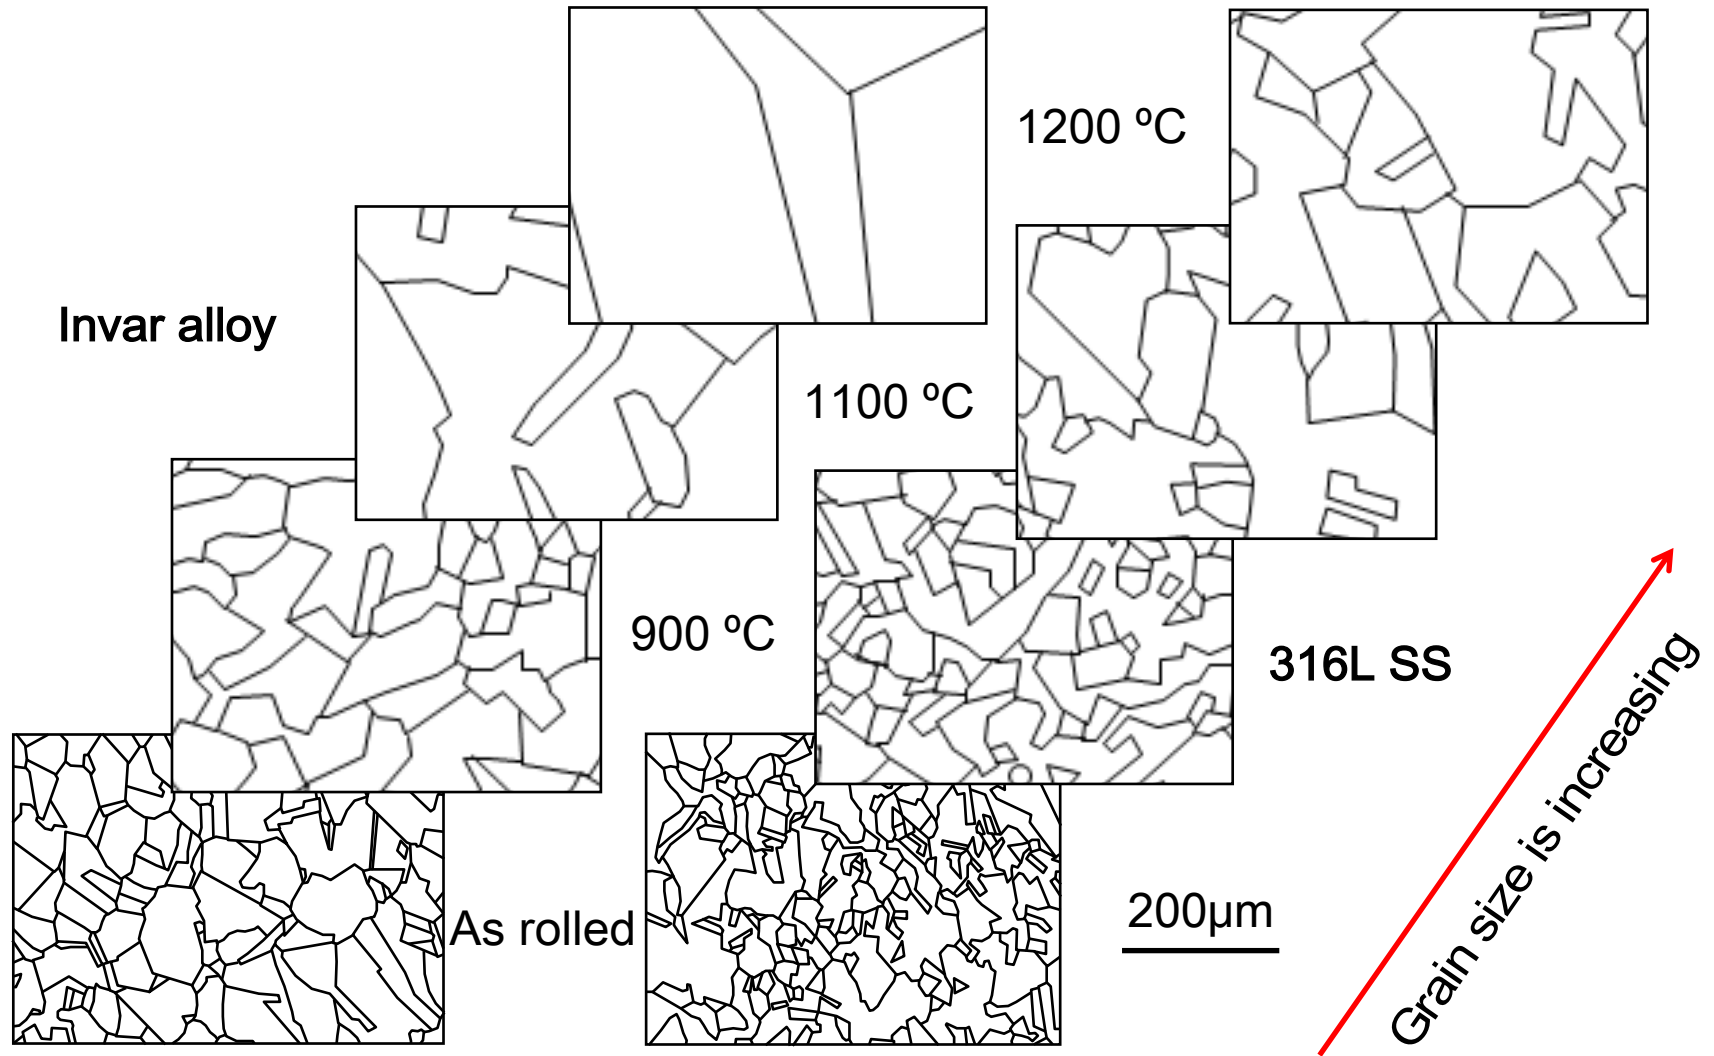 1200 ºC
Invar alloy
1100 ºC
900 ºC
316L SS
As rolled
200µm
Grain size is increasing